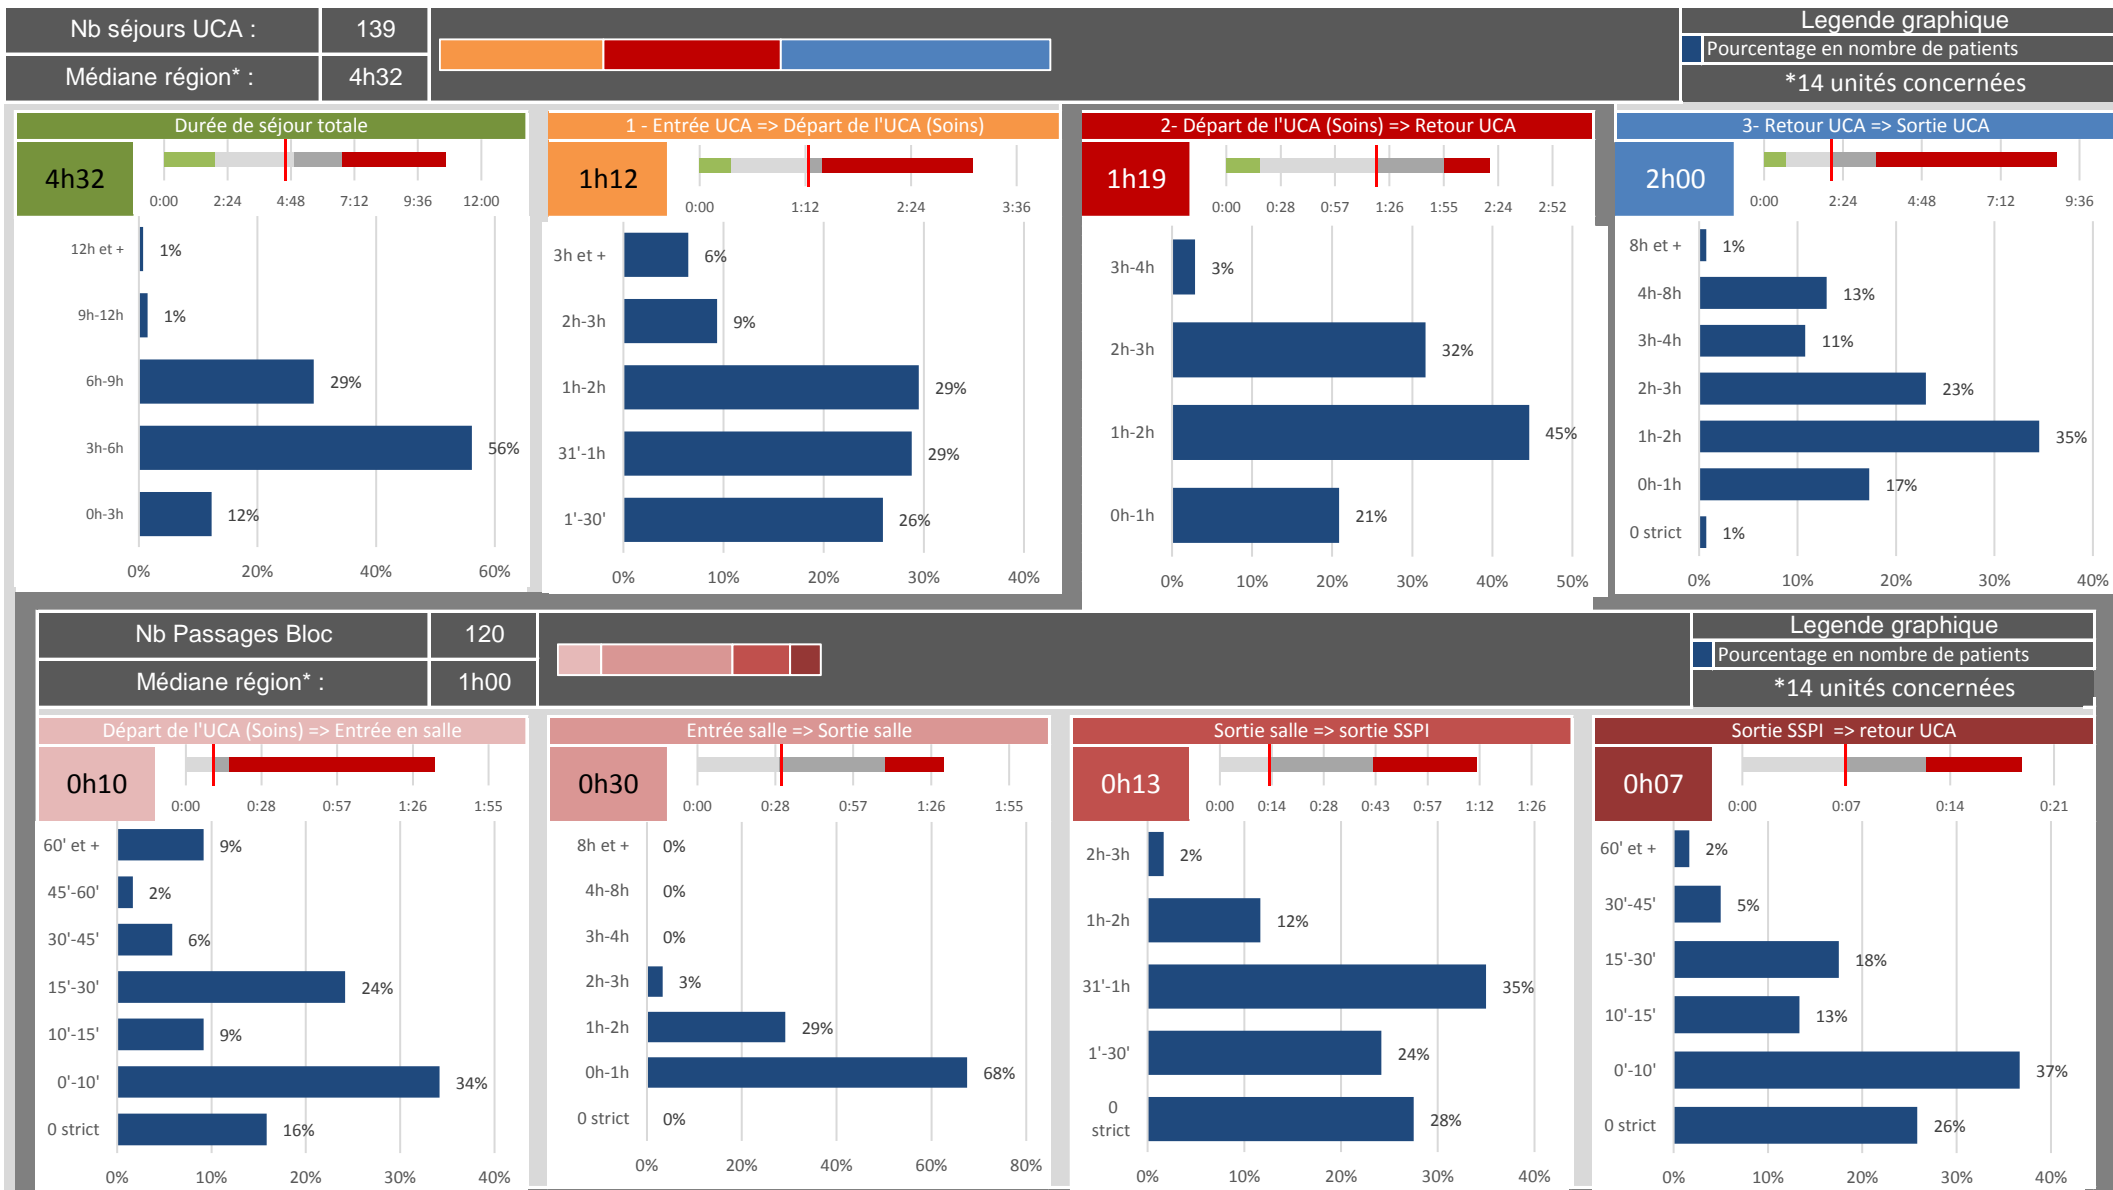 Nb séjours UCA :
139
Médiane région* :
4h32
Legende graphique
Pourcentage en nombre de patients
*14 unités concernées
Durée de séjour totale
4h32
0:00 2:24 4:48 7:12 9:36 12:00
12h et + 1%
9h-12h 1%
6h-9h 29%
3h-6h 56%
0h-3h 12%
0% 20% 40% 60%
1 - Entrée UCA => Départ de l'UCA (Soins)
1h12
0:00 1:12 2:24 3:36
3h et + 6%
2h-3h 9%
1h-2h 29%
31'-1h 29%
1'-30' 26%
0% 10% 20% 30% 40%
2- Départ de l'UCA (Soins) => Retour UCA
1h19
0:00 0:28 0:57 1:26 1:55 2:24 2:52
3h-4h 3%
2h-3h 32%
1h-2h 45%
0h-1h 21%
0% 10% 20% 30% 40% 50%
3- Retour UCA => Sortie UCA
2h00
0:00 2:24 4:48 7:12 9:36
8h et + 1%
4h-8h 13%
3h-4h 11%
2h-3h 23%
1h-2h 35%
0h-1h 17%
0 strict 1%
0% 10% 20% 30% 40%
Nb Passages Bloc
120
Médiane région* :
1h00
Legende graphique
Pourcentage en nombre de patients
*14 unités concernées
Départ de l'UCA (Soins) => Entrée en salle
0h10
0:00 0:28 0:57 1:26 1:55
60' et + 9%
45'-60' 2%
30'-45' 6%
15'-30' 24%
10'-15' 9%
0'-10' 34%
0 strict 16%
0% 10% 20% 30% 40%
Entrée salle => Sortie salle
0h30
0:00 0:28 0:57 1:26 1:55
8h et + 0%
4h-8h 0%
3h-4h 0%
2h-3h 3%
1h-2h 29%
0h-1h 68%
0 strict 0%
0% 20% 40% 60% 80%
Sortie salle => sortie SSPI
0h13
0:00 0:14 0:28 0:43 0:57 1:12 1:26
2h-3h 2%
1h-2h 12%
31'-1h 35%
1'-30' 24%
0
strict 28%
0% 10% 20% 30% 40%
Sortie SSPI => retour UCA
0h07
0:00 0:07 0:14 0:21
60' et + 2%
30'-45' 5%
15'-30' 18%
10'-15' 13%
0'-10' 37%
0 strict 26%
0% 10% 20% 30% 40%